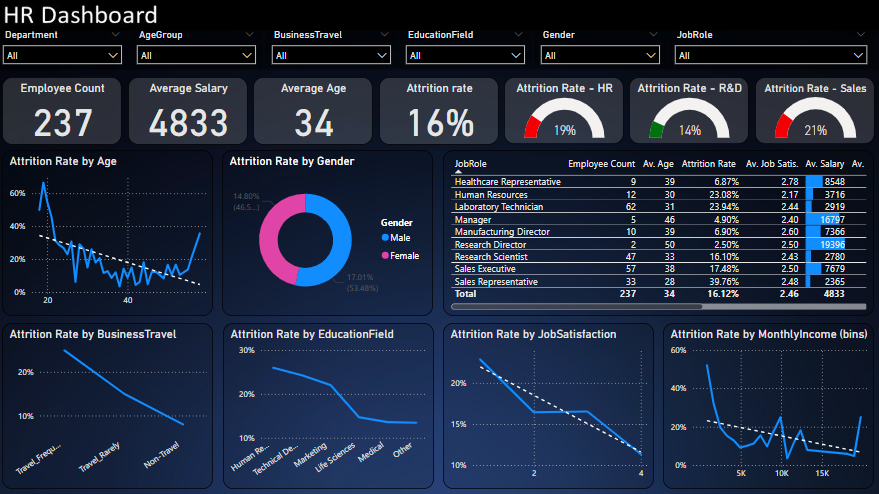 HR Dashboard
Department AgeGroup BusinessTravel EducationField Gender JobRole
All All All All All All
Employee Count Average Salary Average Age Attrition rate Attrition Rate - HR Attrition Rate - R&D Attrition Rate - Sales
237 4833 34 16% 19% 14% 21%
Attrition Rate by Age
60%
40%
20%
0%
20 40
Attrition Rate by Gender
14.80%
(46.5...)
17.01%
(53.48%)
Gender
Male
Female
JobRole Employee Count Av. Age Attrition Rate Av. Job Satis. Av. Salary Av.
Healthcare Representative 9 39 6.87% 2.78 8548
Human Resources 12 30 23.08% 2.17 3716
Laboratory Technician 62 31 23.94% 2.44 2919
Manager 5 46 4.90% 2.40 16797
Manufacturing Director 10 39 6.90% 2.60 7366
Research Director 2 50 2.50% 2.50 19396
Research Scientist 47 33 16.10% 2.43 2780
Sales Executive 57 38 17.48% 2.50 7679
Sales Representative 33 28 39.76% 2.48 2365
Total 237 34 16.12% 2.46 4833
Attrition Rate by BusinessTravel
20%
10%
Travel_Frequ...
Travel_Rarely
Non-Travel
Attrition Rate by EducationField
30%
20%
10%
Human Re...
Technical De...
Marketing
Life Sciences
Medical
Other
Attrition Rate by JobSatisfaction
20%
15%
10%
2 4
Attrition Rate by MonthlyIncome (bins)
60%
40%
20%
0%
5K 10K 15K